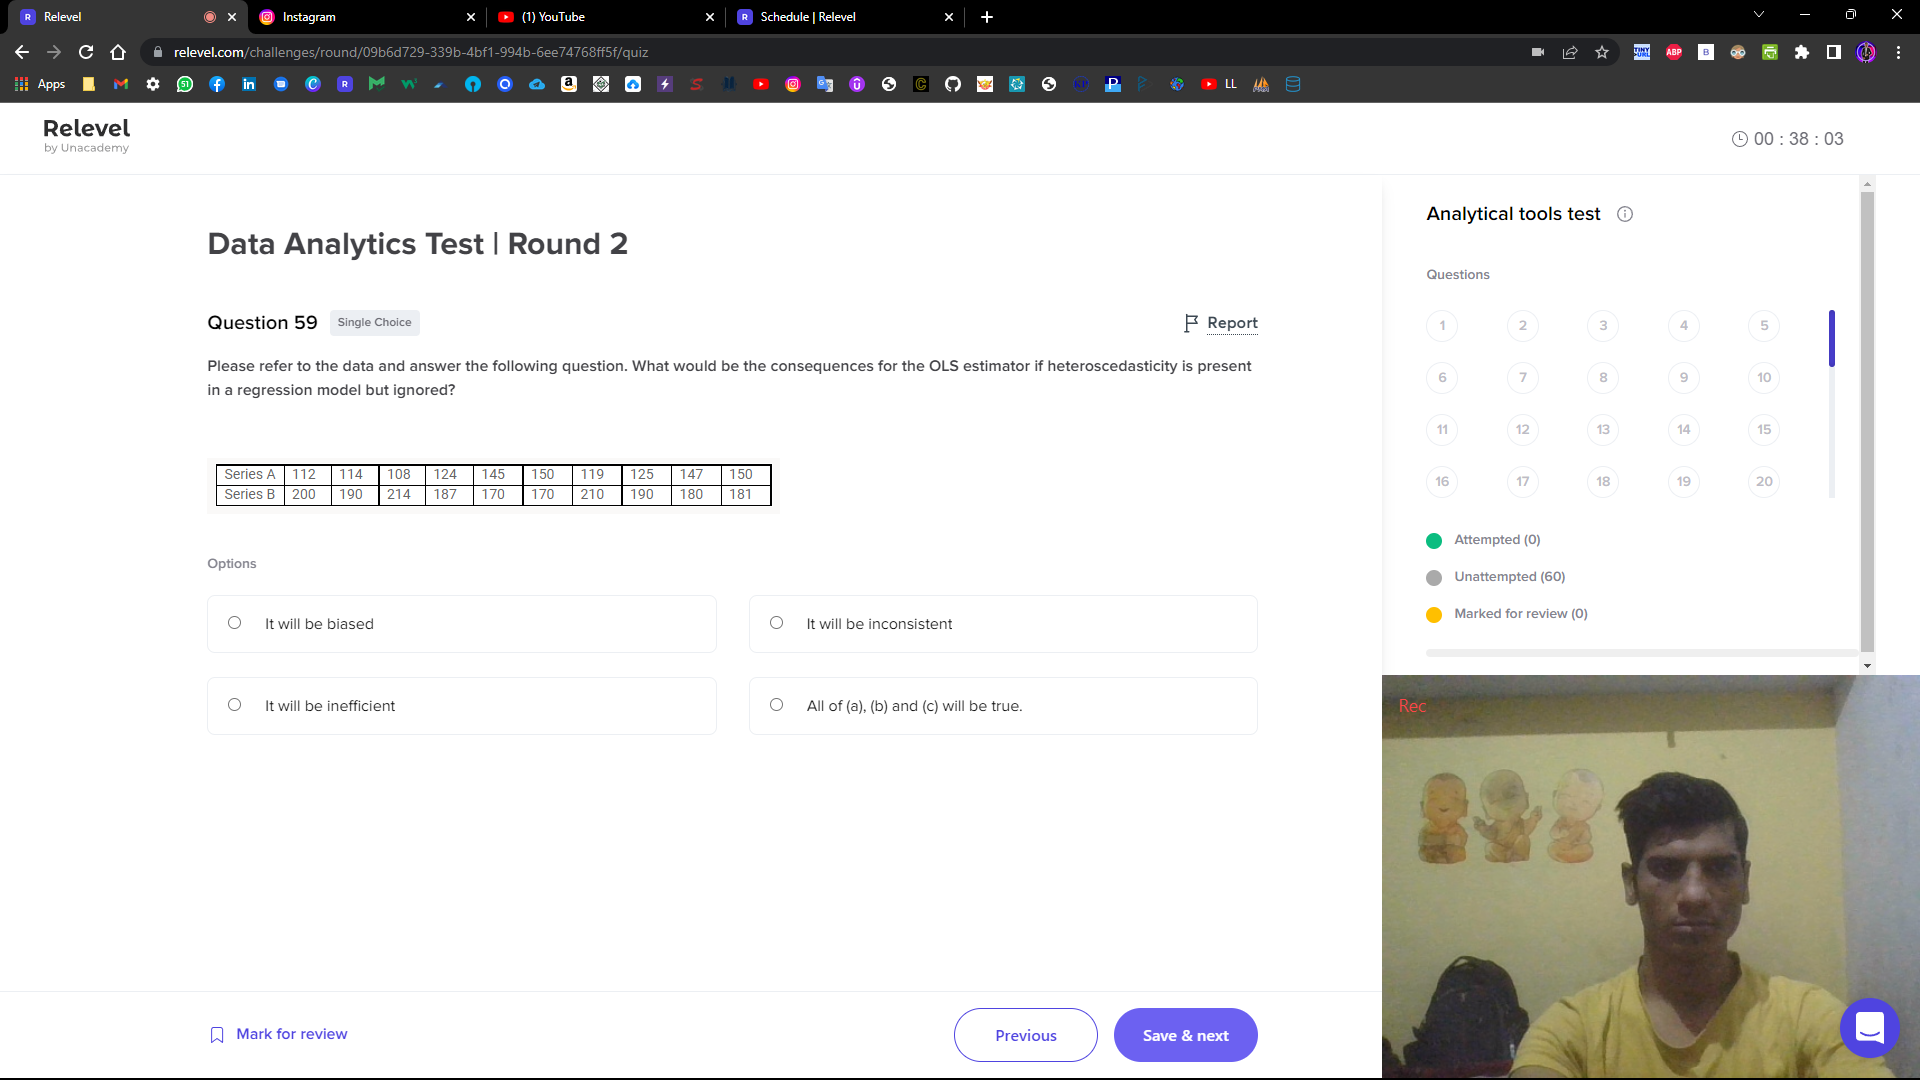 Relevel
Instagram
(1) YouTube
Schedule | Relevel
relevel.com/challenges/round/09b6d729-339b-4bf1-994b-6ee74768ff5f/quiz
Apps
LL
Relevel
by Unacademy
00 : 38 : 03
Data Analytics Test | Round 2
Question 59 Single Choice
Report
Please refer to the data and answer the following question. What would be the consequences for the OLS estimator if heteroscedasticity is present
in a regression model but ignored?
Series A 112 114 108 124 145 150 119 125 147 150
Series B 200 190 214 187 170 170 210 190 180 181
Options
It will be biased
It will be inconsistent
It will be inefficient
All of (a), (b) and (c) will be true.
Mark for review
Previous
Save & next
Analytical tools test
Questions
1 2 3 4 5
6 7 8 9 10
11 12 13 14 15
16 17 18 19 20
Attempted (0)
Unattempted (60)
Marked for review (0)
Rec